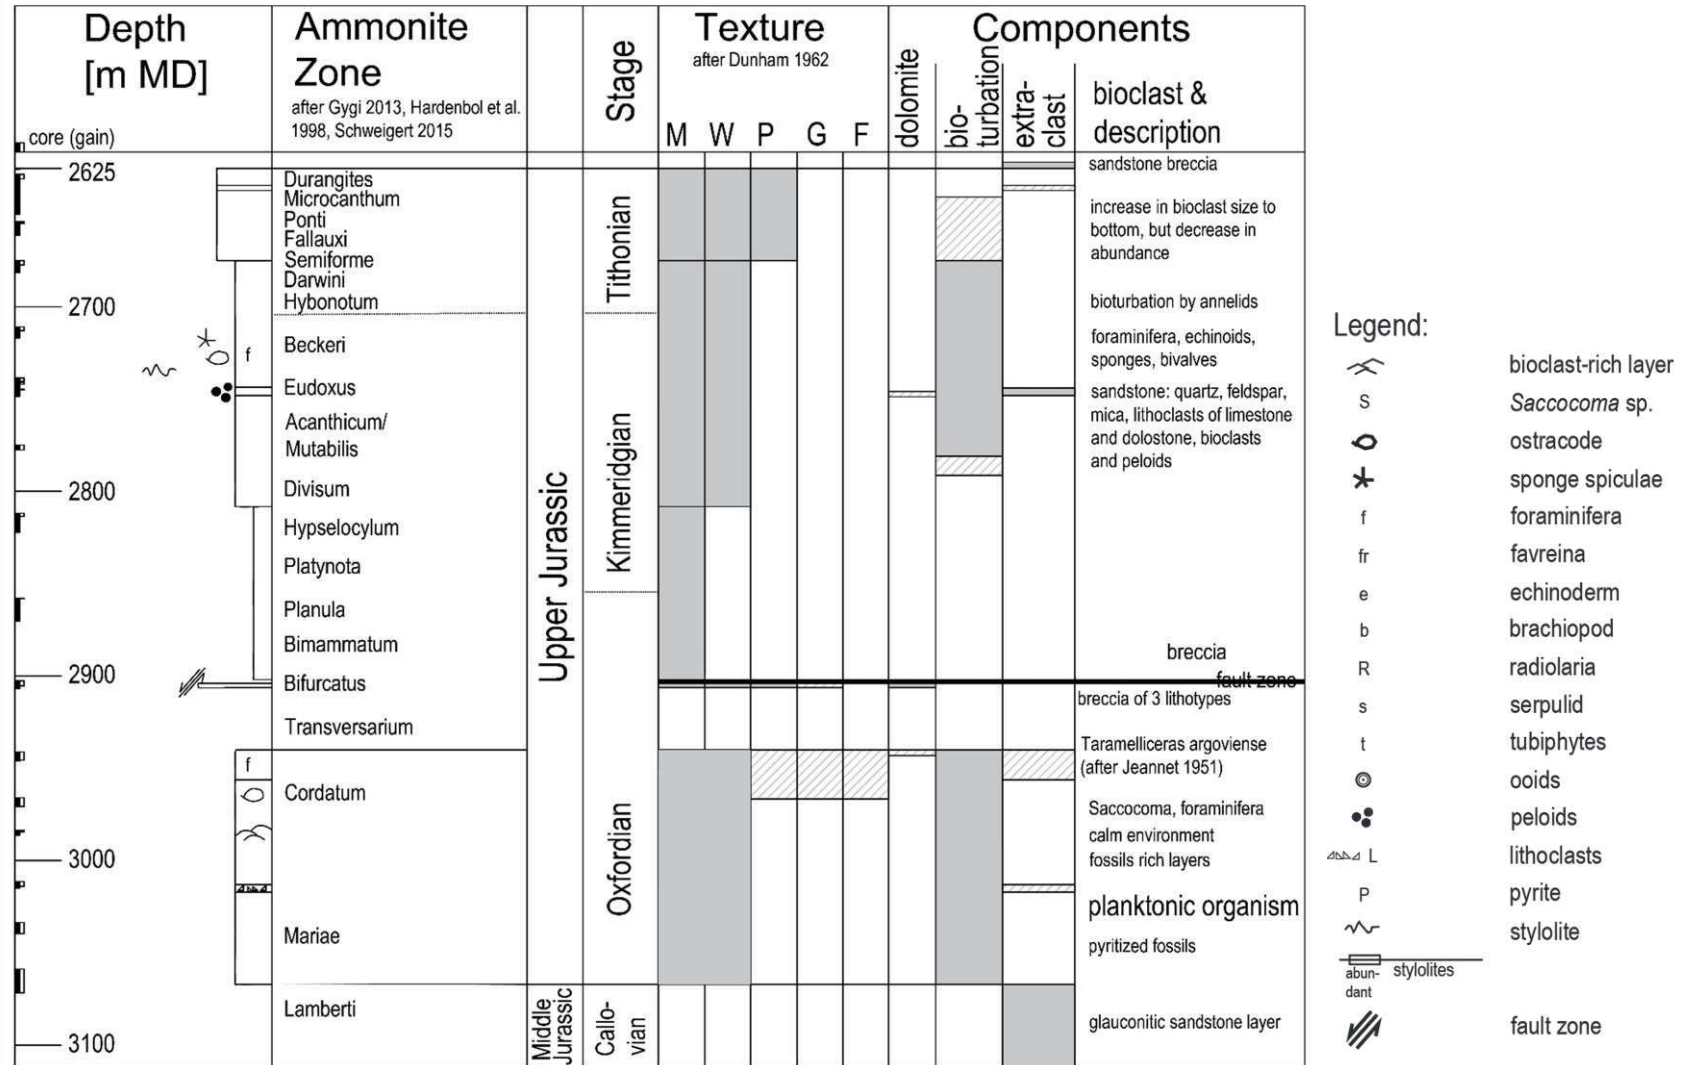 Depth
[m MD]
core (gain)
2625
2700
2800
2900
3000
3100
f
f
Ammonite
Zone
after Gygi 2013, Hardenbol et al.
1998, Schweigert 2015
Durangites
Microcanthum
Ponti
Fallauxi
Semiforme
Darwini
Hybonotum
Beckeri
Eudoxus
Acanthicum/
Mutabilis
Divisum
Hypselocylum
Platynota
Planula
Bimammatum
Bifurcatus
Transversarium
Cordatum
Mariae
Lamberti
Upper Jurassic
Middle
Jurassic
Stage
Tithonian
Kimmeridgian
Oxfordian
Callo-
vian
Texture
after Dunham 1962
M W P G F
Components
dolomite
bio-
turbation
extra-
clast
bioclast &
description
sandstone breccia
increase in bioclast size to
bottom, but decrease in
abundance
bioturbation by annelids
foraminifera, echinoids,
sponges, bivalves
sandstone: quartz, feldspar,
mica, lithoclasts of limestone
and dolostone, bioclasts
and peloids
breccia
fault zone
breccia of 3 lithotypes
Taramelliceras argoviense
(after Jeannet 1951)
Saccocoma, foraminifera
calm environment
fossils rich layers
planktonic organism
pyritized fossils
glauconitic sandstone layer
Legend:
bioclast-rich layer
S Saccocoma sp.
ostracode
sponge spiculae
f foraminifera
fr favreina
e echinoderm
b brachiopod
R radiolaria
s serpulid
t tubiphytes
ooids
peloids
L lithoclasts
P pyrite
stylolite
abun-
dant
stylolites
fault zone